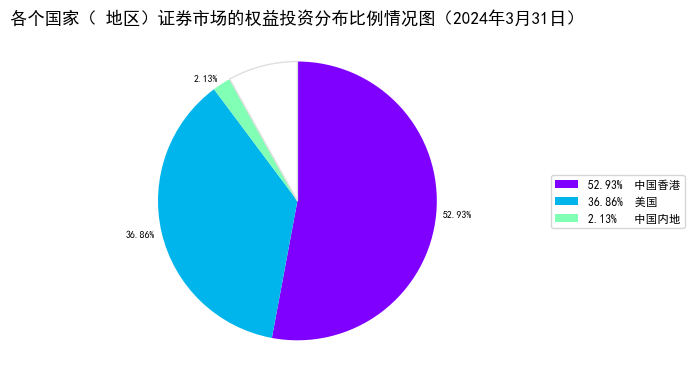 各个国家（ 地区）证券市场的权益投资分布比例情况图（2024年3月31日）
2.13%
52.93%
36.86%
52.93% 中国香港
36.86% 美国
2.13% 中国内地